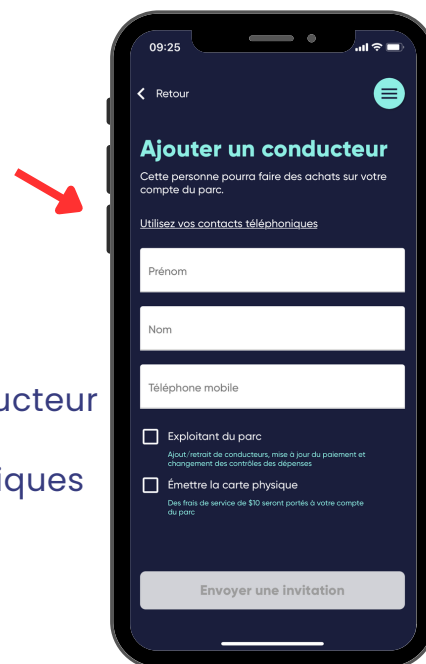 09:25
Retour
Ajouter un conducteur
Cette personne pourra faire des achats sur votre
compte du parc.
Utilisez vos contacts téléphoniques
Prénom
Nom
Téléphone mobile
ucteur
Exploitant du parc
Ajout/retrait de conducteurs, mise à jour du paiement et
changement des contrôles des dépenses
iques
Émettre la carte physique
Des frais de service de $10 seront portés à votre compte
du parc
Envoyer une invitation